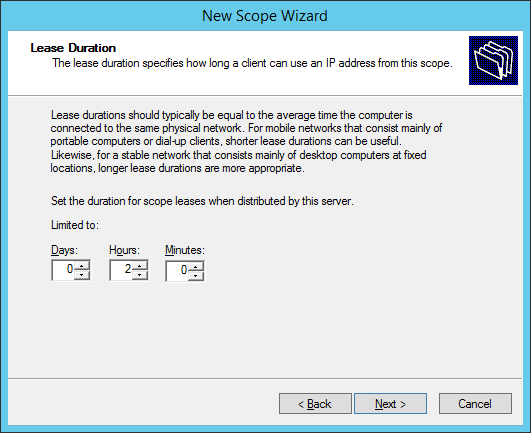 New Scope Wizard
Lease Duration
The lease duration specifies how long a client can use an IP address from this scope.
Lease durations should typically be equal to the average time the computer is
connected to the same physical network. For mobile networks that consist mainly of
portable computers or dial-up clients, shorter lease durations can be useful.
Likewise, for a stable network that consists mainly of desktop computers at fixed
locations, longer lease durations are more appropriate.
Set the duration for scope leases when distributed by this server.
Limited to:
Days: Hours: Minutes:
0 2 0
< Back Next > Cancel